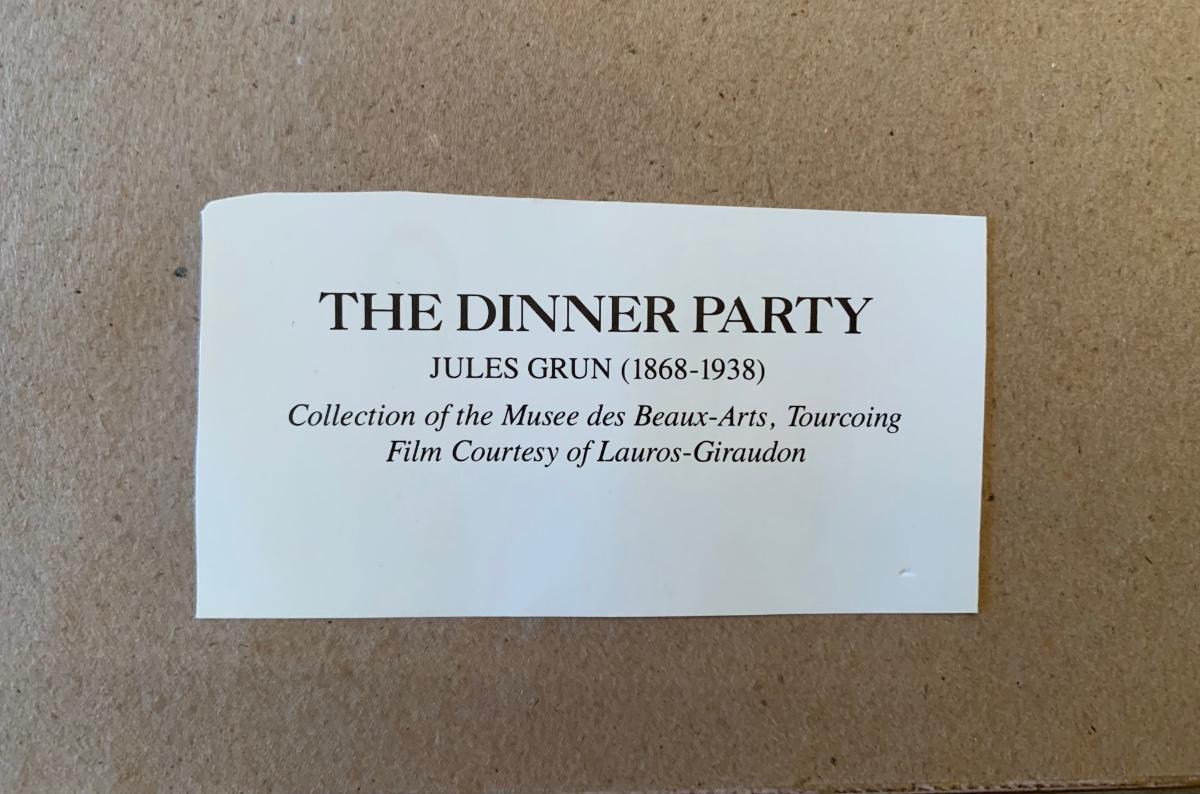 THE DINNER PARTY
JULES GRUN (1868-1938)
Collection of the Musee des Beaux-Arts, Tourcoing
Film Courtesy of Lauros-Giraudon